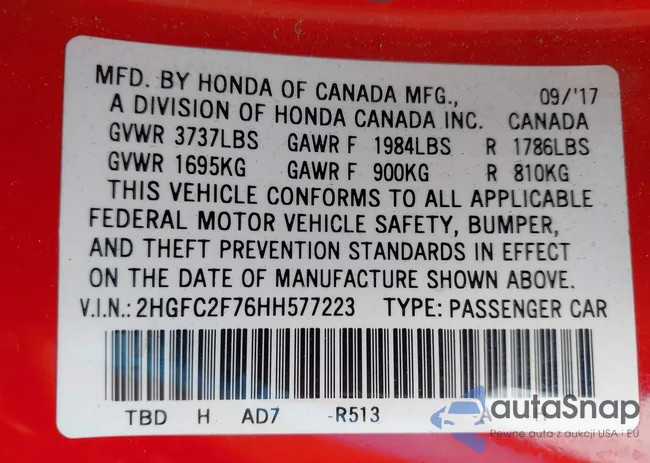 MFD. BY HONDA OF CANADA MFG., 09/'17
A DIVISION OF HONDA CANADA INC. CANADA
GVWR 3737LBS GAWR F 1984LBS R 1786LBS
GVWR 1695KG GAWR F 900KG R 810KG
THIS VEHICLE CONFORMS TO ALL APPLICABLE
FEDERAL MOTOR VEHICLE SAFETY, BUMPER,
AND THEFT PREVENTION STANDARDS IN EFFECT
ON THE DATE OF MANUFACTURE SHOWN ABOVE.
V.I.N.: 2HGFC2F76HH577223 TYPE: PASSENGER CAR
TBD H AD7 -R513
autaSnap
Pewne auta z aukcji USA i EU